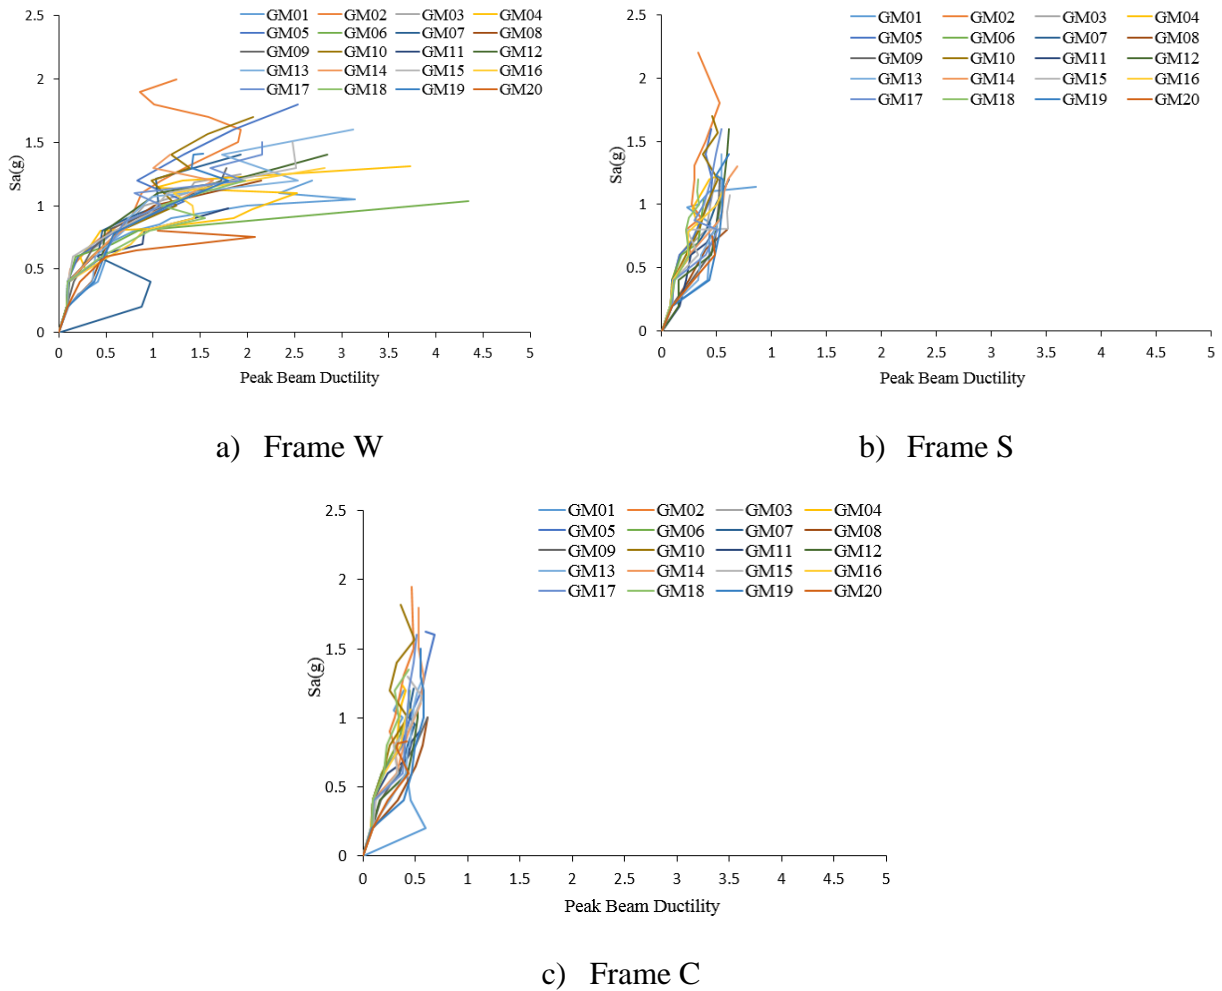 GM01 GM02 GM03 GM04
GM05 GM06 GM07 GM08
GM09 GM10 GM11 GM12
GM13 GM14 GM15 GM16
GM17 GM18 GM19 GM20
2.5
2
1.5
1
0.5
0
Sa(g)
0 0.5 1 1.5 2 2.5 3 3.5 4 4.5 5
Peak Beam Ductility
a) Frame W
GM01 GM02 GM03 GM04
GM05 GM06 GM07 GM08
GM09 GM10 GM11 GM12
GM13 GM14 GM15 GM16
GM17 GM18 GM19 GM20
2.5
2
1.5
1
0.5
0
Sa(g)
0 0.5 1 1.5 2 2.5 3 3.5 4 4.5 5
Peak Beam Ductility
b) Frame S
GM01 GM02 GM03 GM04
GM05 GM06 GM07 GM08
GM09 GM10 GM11 GM12
GM13 GM14 GM15 GM16
GM17 GM18 GM19 GM20
2.5
2
1.5
1
0.5
0
Sa(g)
0 0.5 1 1.5 2 2.5 3 3.5 4 4.5 5
Peak Beam Ductility
c) Frame C